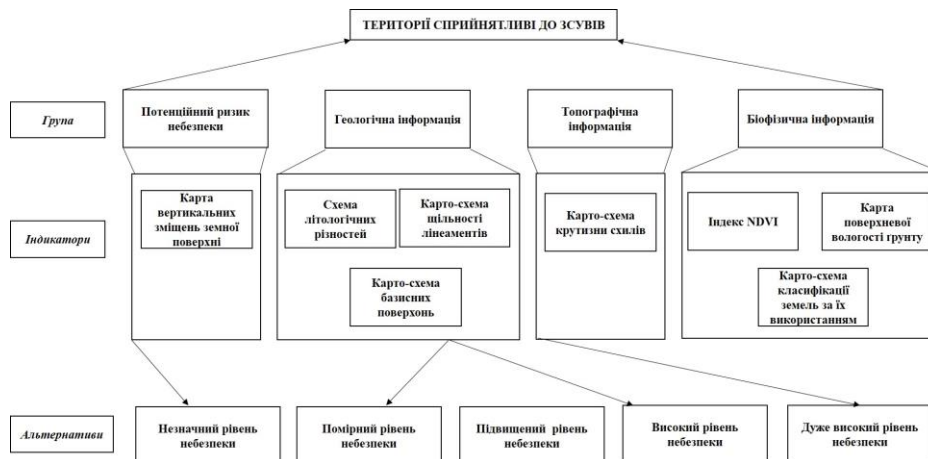 ТЕРИТОРІЇ СПРИЙНЯТЛИВІ ДО ЗСУВІВ
Група
Потенційний ризик
небезпеки
Геологічна інформація
Топографічна
інформація
Біофізична інформація
Індикатори
Карта
вертикальних
зміщень земної
поверхні
Схема
літологічних
різностей
Карто-схема
щільності
лінеаментів
Карто-схема
базисних
поверхонь
Карто-схема
крутизни схилів
Індекс NDVI
Карта
поверхневої
вологості ґрунту
Карто-схема
класифікації
земель за їх
використанням
Альтернативи
Незначний рівень
небезпеки
Помірний рівень
небезпеки
Підвищений рівень
небезпеки
Високий рівень
небезпеки
Дуже високий рівень
небезпеки